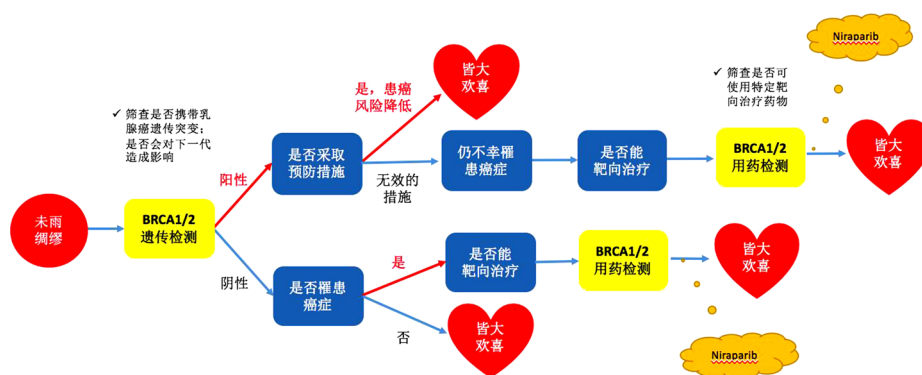 Niraparib
✓ 筛查是否携带乳
腺癌遗传突变;
是否会对下一代
造成影响
是，患癌
风险降低
皆大
欢喜
✓ 筛查是否可
使用特定靶
向治疗药物
阳性
是否采取
预防措施
无效的
措施
仍不幸罹
患癌症
是否能
靶向治疗
BRCA1/2
用药检测
皆大
欢喜
未雨
绸缪
BRCA1/2
遗传检测
阴性
是否罹患
癌症
是
是否能
靶向治疗
BRCA1/2
用药检测
皆大
欢喜
否
皆大
欢喜
Niraparib